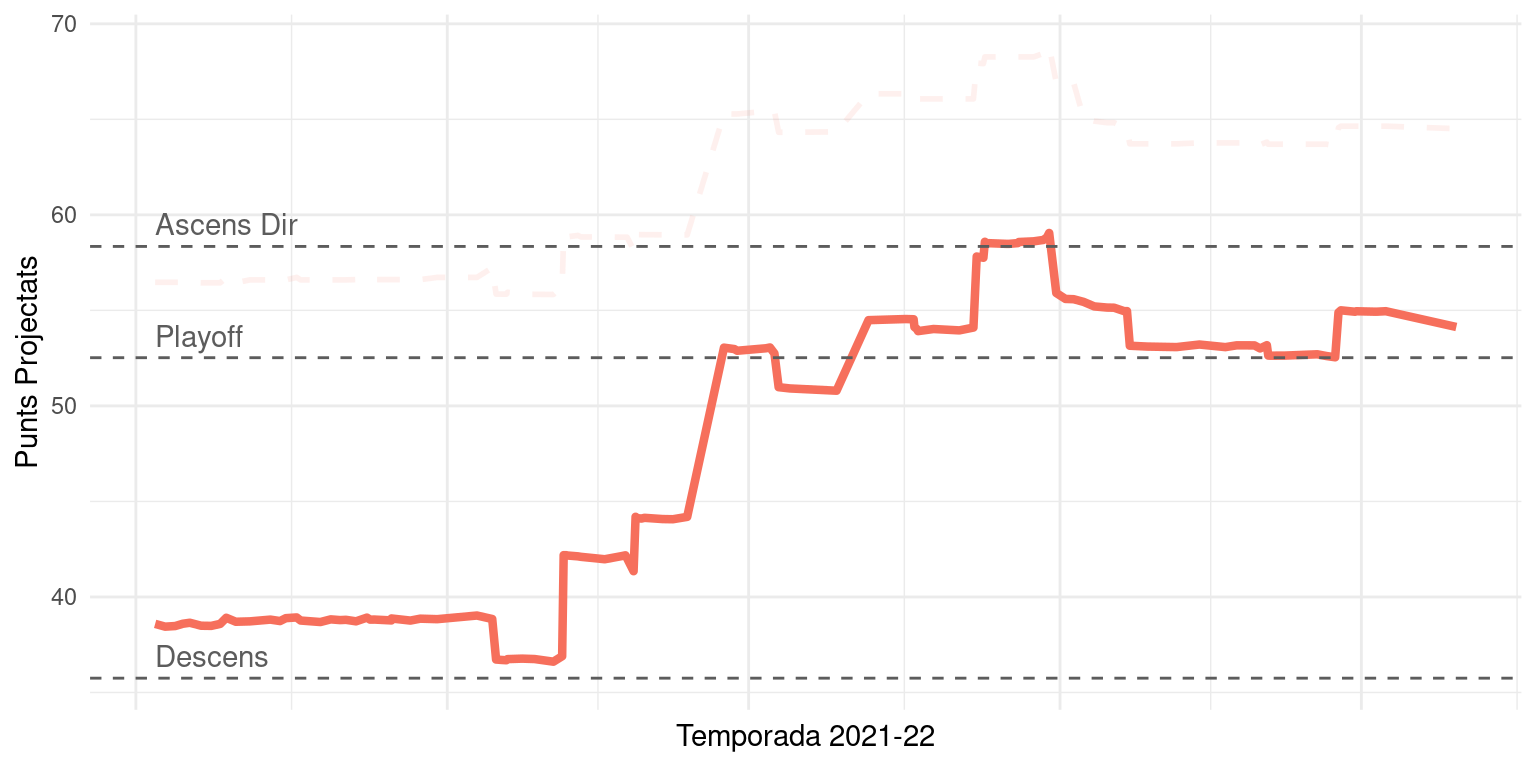 70
60
50
40
Punts Projectats
Ascens Dir
Playoff
Descens
Temporada 2021-22